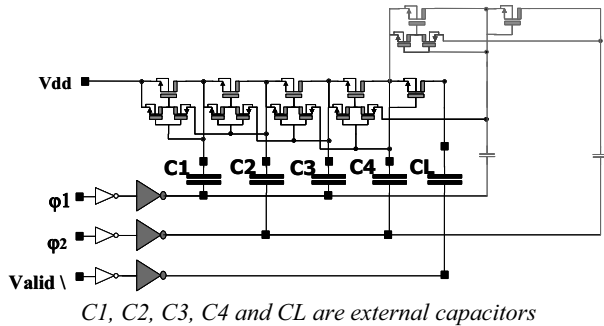 Vdd
C1 C2 C3 C4 CL
φ1
φ2
Valid \
C1, C2, C3, C4 and CL are external capacitors